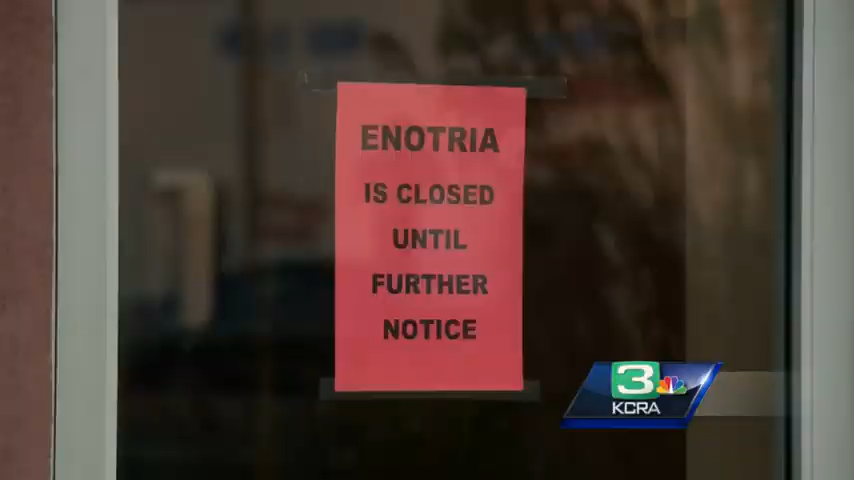 ENOTRIA
IS CLOSED
UNTIL
FURTHER
NOTICE
3
KCRA